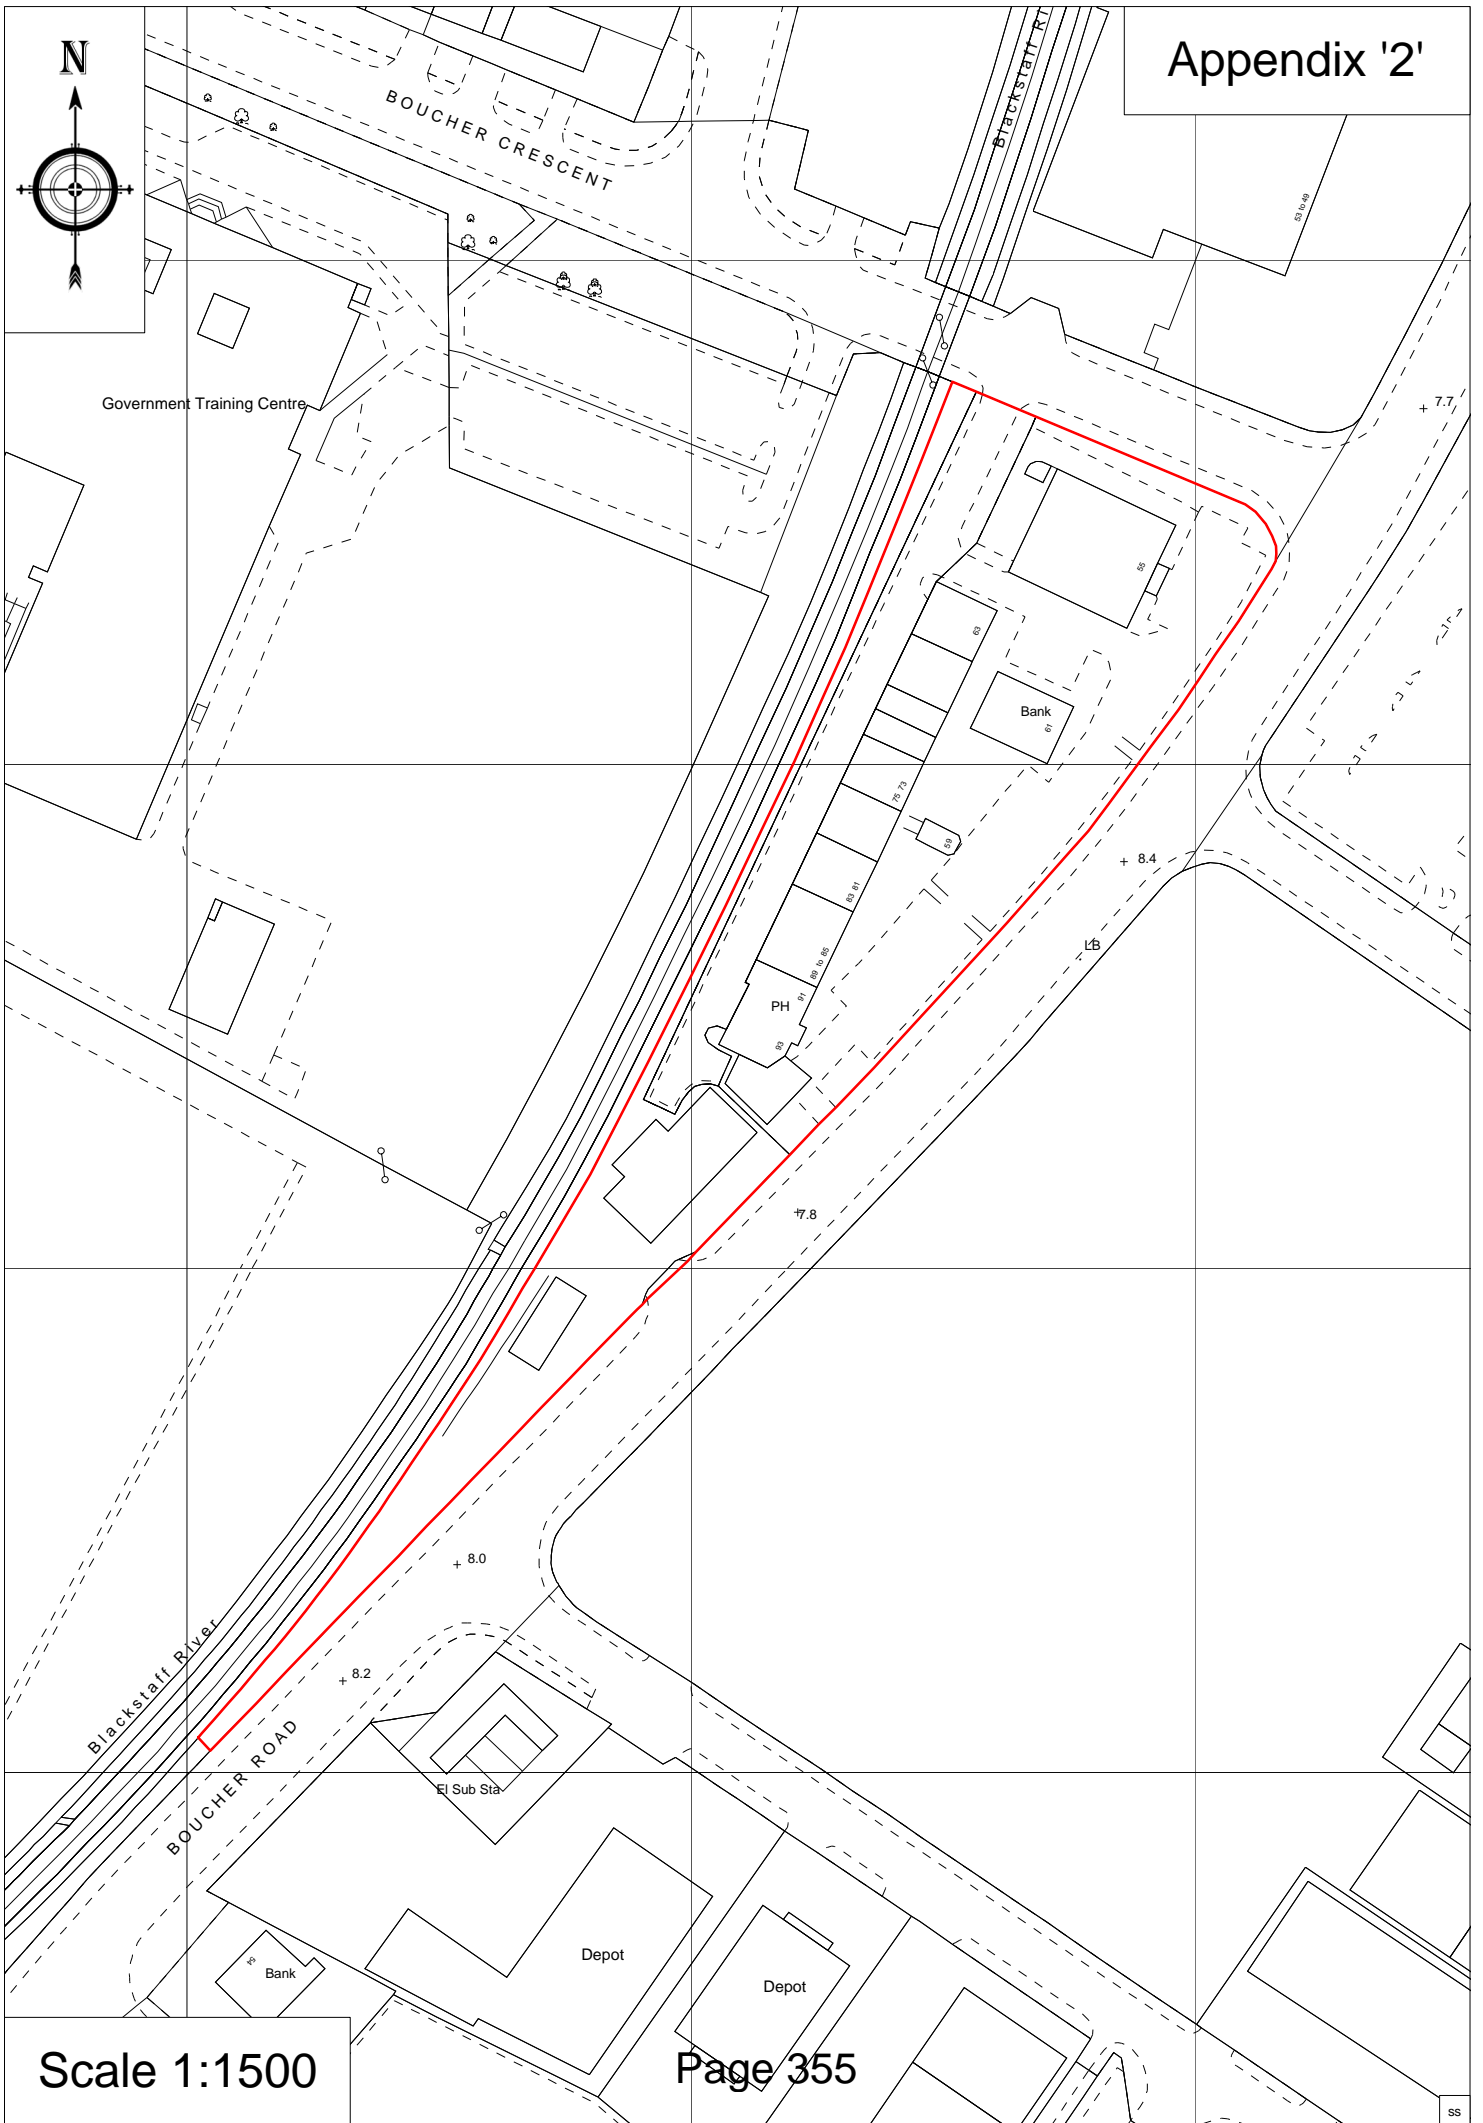 N
Appendix '2'
BOUCHER CRESCENT
Blackstaff Ri
53 to 49
Government Training Centre
7.7
55
63
Bank
61
75 73
59
8.4
83 81
LB
89 to 85
91
PH
93
7.8
8.0
Blackstaff River
8.2
BOUCHER ROAD
El Sub Sta
Depot
54
Bank
Depot
Scale 1:1500
Page 355
ss